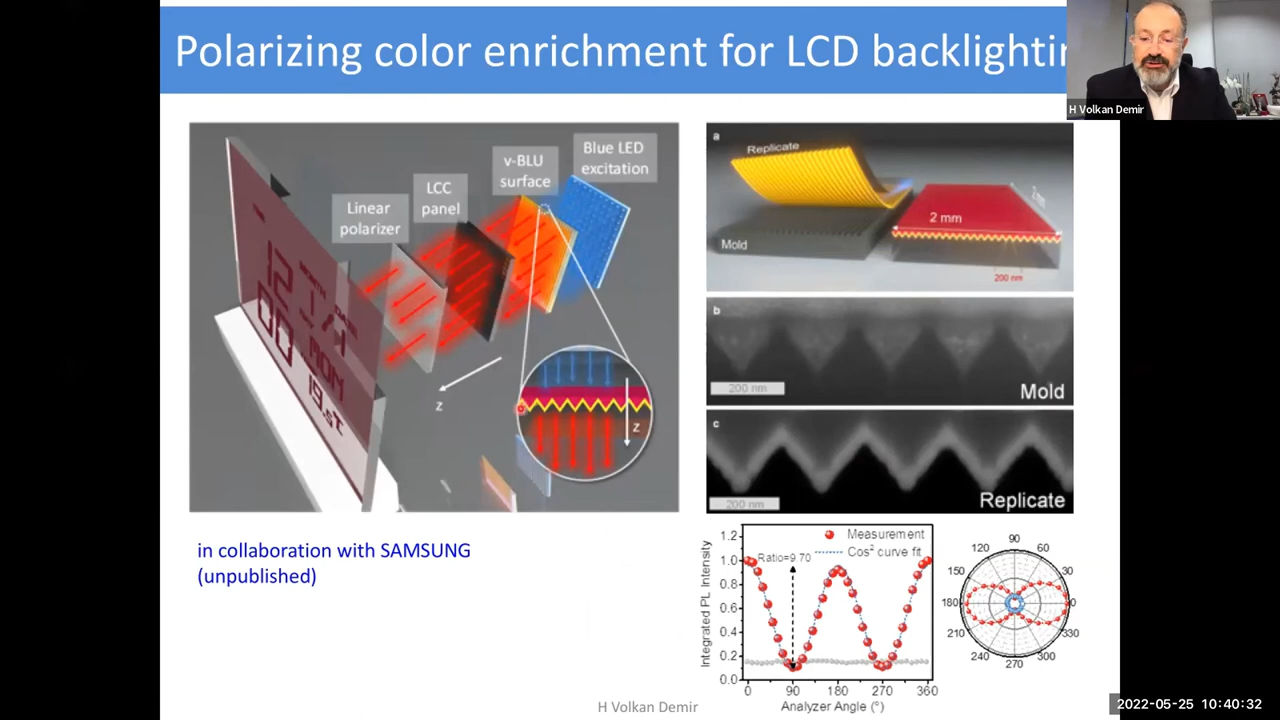 Polarizing color enrichment for LCD backlightin
H Volkan Demir
Blue LED
excitation
v-BLU
surface
LCC
panel
Linear
polarizer
z
z
a
Replicate
Mold
2 mm
200 nm
b
200 nm
Mold
c
200 nm
Replicate
in collaboration with SAMSUNG
(unpublished)
Integrated PL Intensity
1.2
1.0
0.8
0.6
0.4
0.2
0.0
Ratio=9.70
Measurement
Cos² curve fit
0 90 180 270 360
Analyzer Angle (°)
90
120 60
150 30
180 0
210 330
240 300
270
H Volkan Demir
2022-05-25 10:40:32